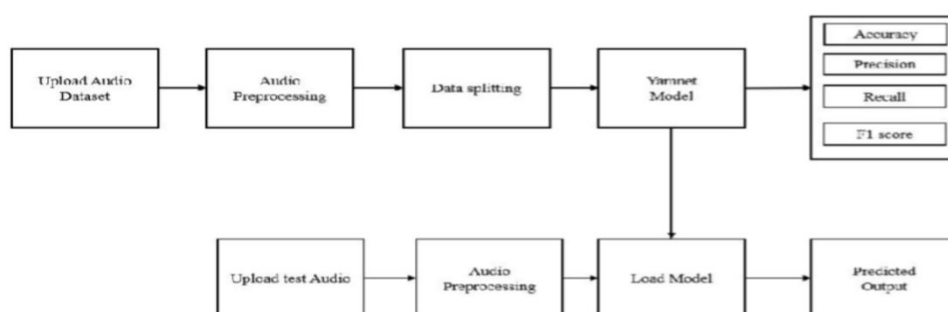 Upload Audio
Dataset
Audio
Preprocessing
Data splitting
Yamnet
Model
Accuracy
Precision
Recall
F1 score
Upload test Audio
Audio
Preprocessing
Load Model
Predicted
Output